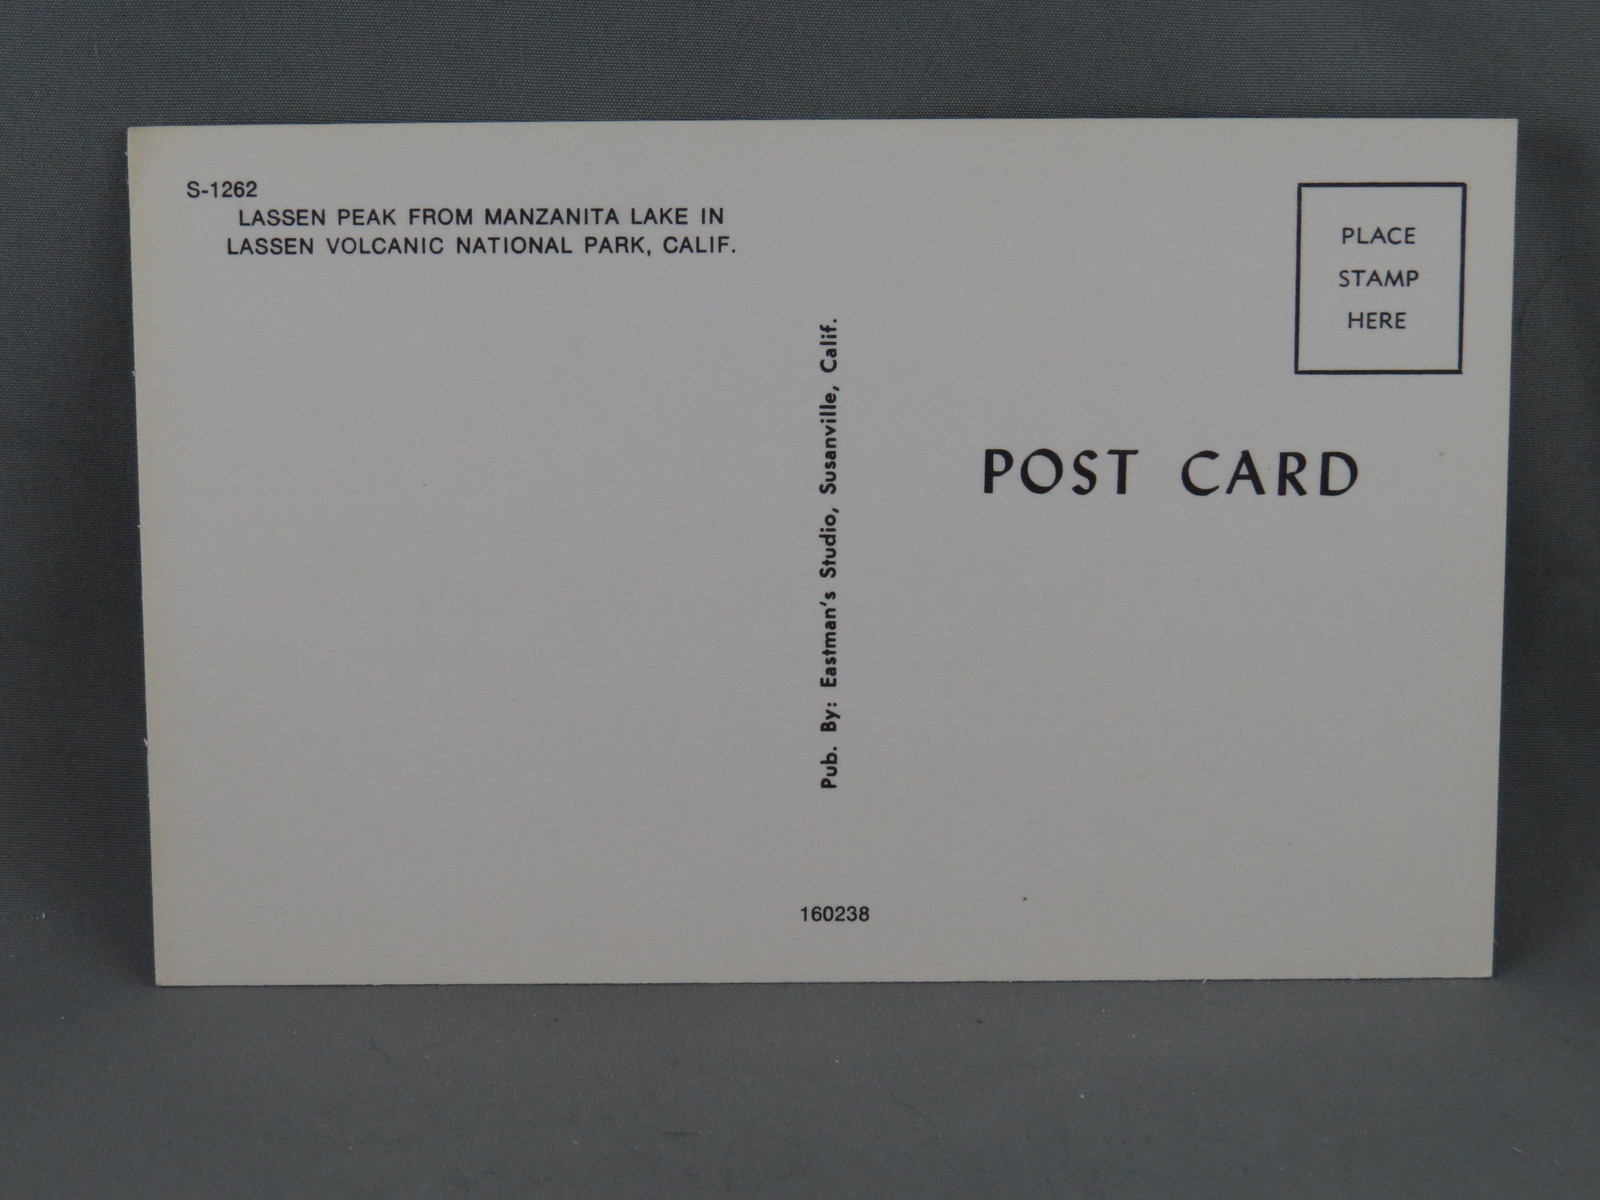 S-1262
LASSEN PEAK FROM MANZANITA LAKE IN
LASSEN VOLCANIC NATIONAL PARK, CALIF.
Pub. By: Eastman's Studio, Susanville, Calif.
160238
PLACE
STAMP
HERE
POST CARD